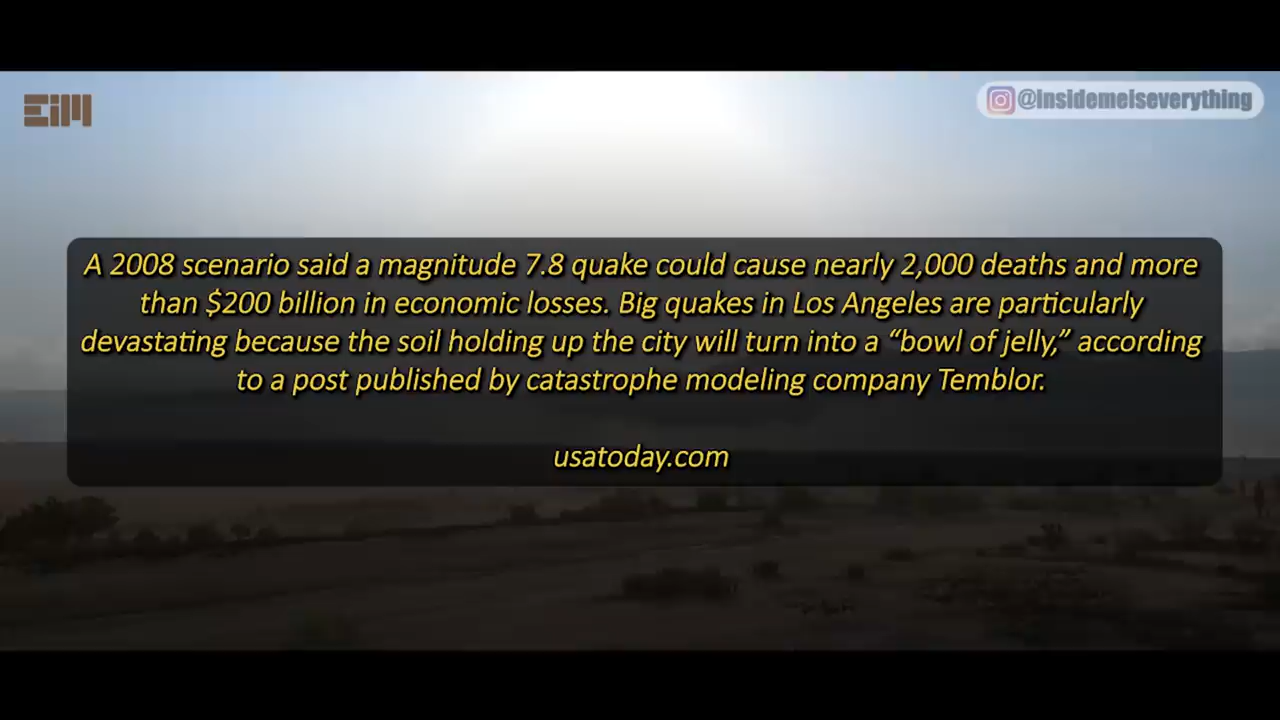 EiM
@Insidemeiseverything
A 2008 scenario said a magnitude 7.8 quake could cause nearly 2,000 deaths and more
than $200 billion in economic losses. Big quakes in Los Angeles are particularly
devastating because the soil holding up the city will turn into a “bowl of jelly,” according
to a post published by catastrophe modeling company Temblor.
usatoday.com